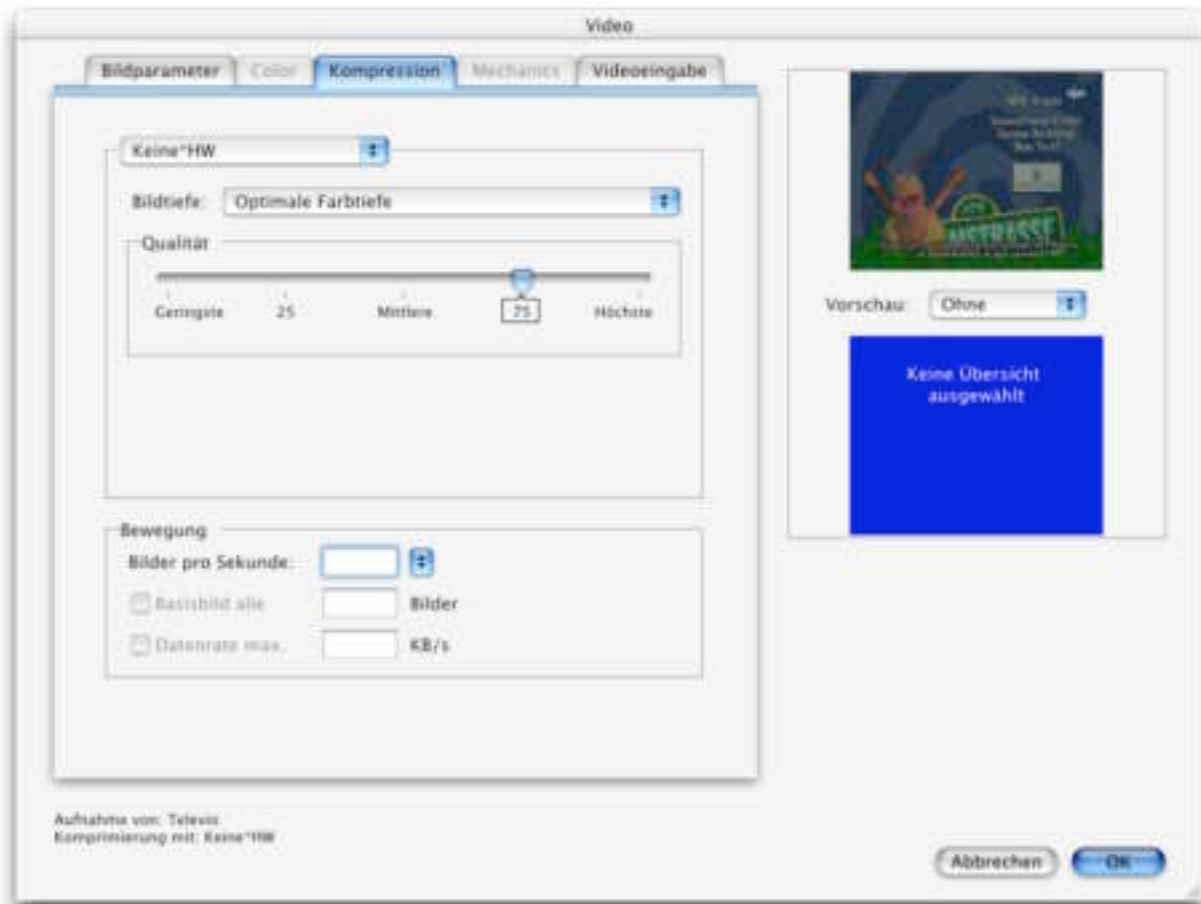 Video
Bildparameter Color Kompression Mechanics Videoeingabe
Keine*HW
Bildtiefe: Optimale Farbtiefe
Qualität
Geringste 25 Mittlere 75 Höchste
Vorschau: Ohne
Keine Übersicht
ausgewählt
Bewegung
Bilder pro Sekunde:
Basisbild alle Bilder
Datenrate max. KB/s
Aufnahme von: Televio
Komprimierung mit: Keine*HW
Abbrechen OK